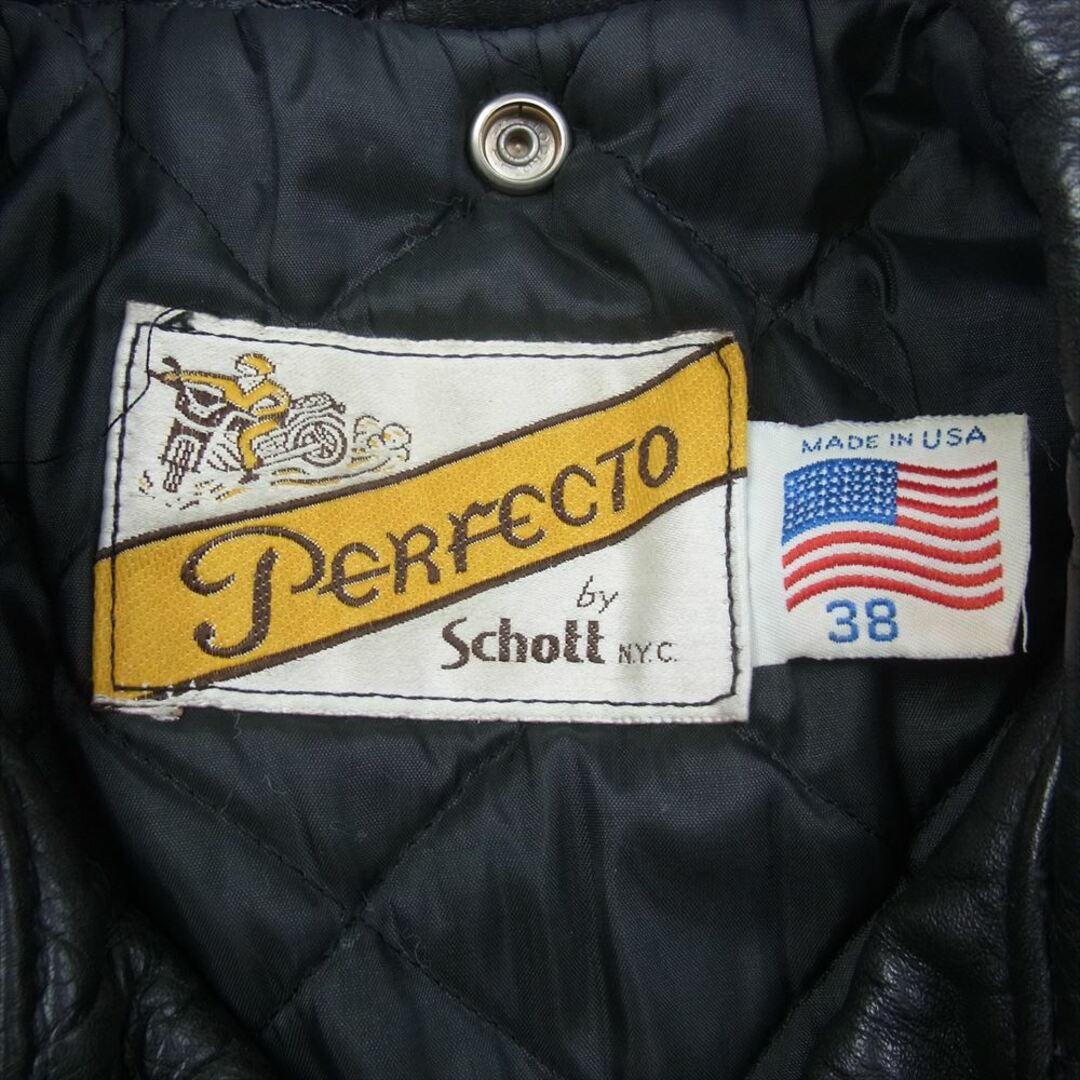 PERFECTO
by
Schott N.Y.C.
MADE IN USA
38